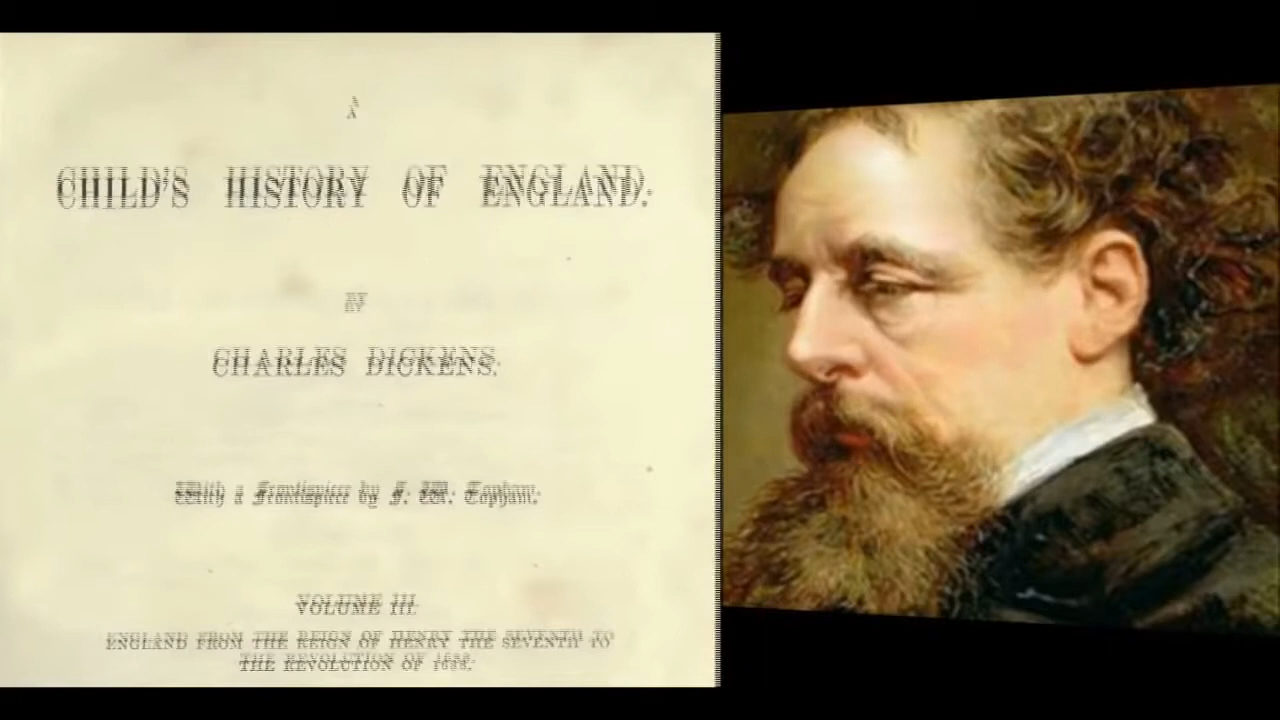 A
CHILD'S HISTORY OF ENGLAND.
BY
CHARLES DICKENS.
With a Frontispiece by F. W. Topham.
VOLUME III.
ENGLAND FROM THE REIGN OF HENRY THE SEVENTH TO
THE REVOLUTION OF 1688.